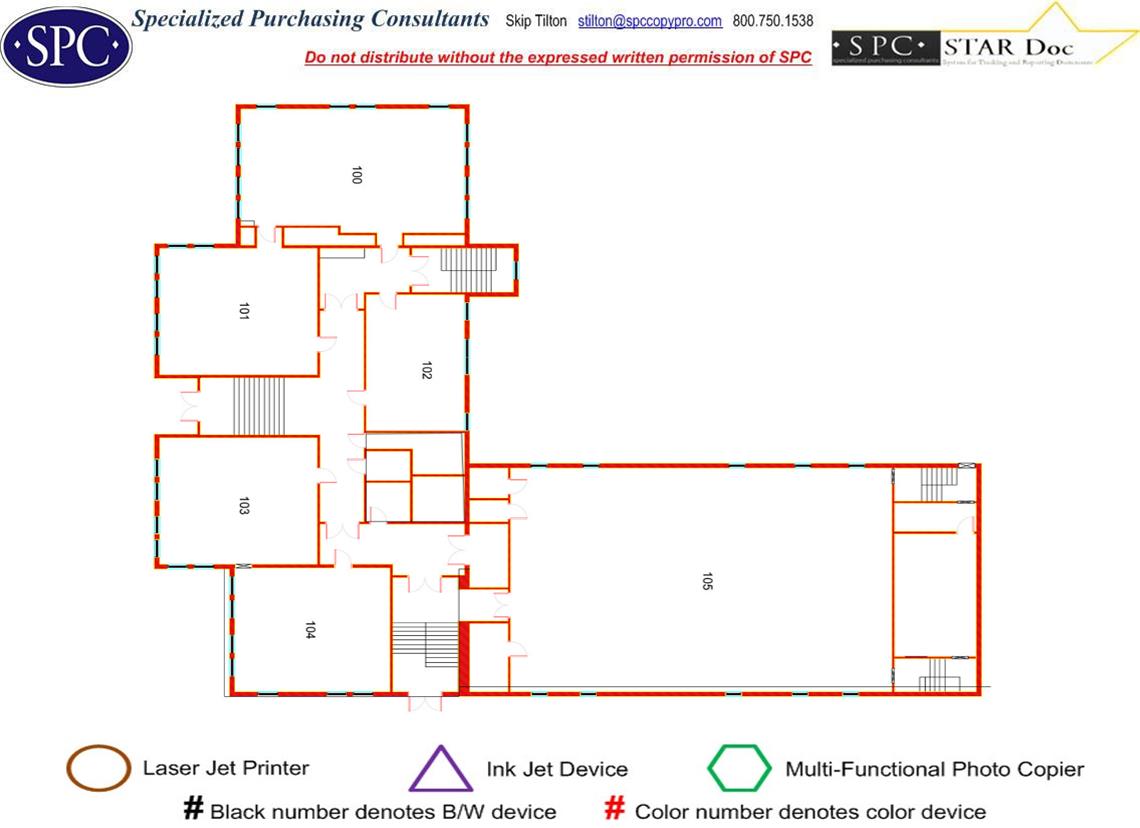 ·SPC·
Specialized Purchasing Consultants Skip Tilton stilton@spccopypro.com 800.750.1538
Do not distribute without the expressed written permission of SPC
·SPC· STAR Doc
specialized purchasing consultants System for Tracking and Reporting Documents
100
101
102
103
105
104
Laser Jet Printer
Ink Jet Device
Multi-Functional Photo Copier
# Black number denotes B/W device
# Color number denotes color device